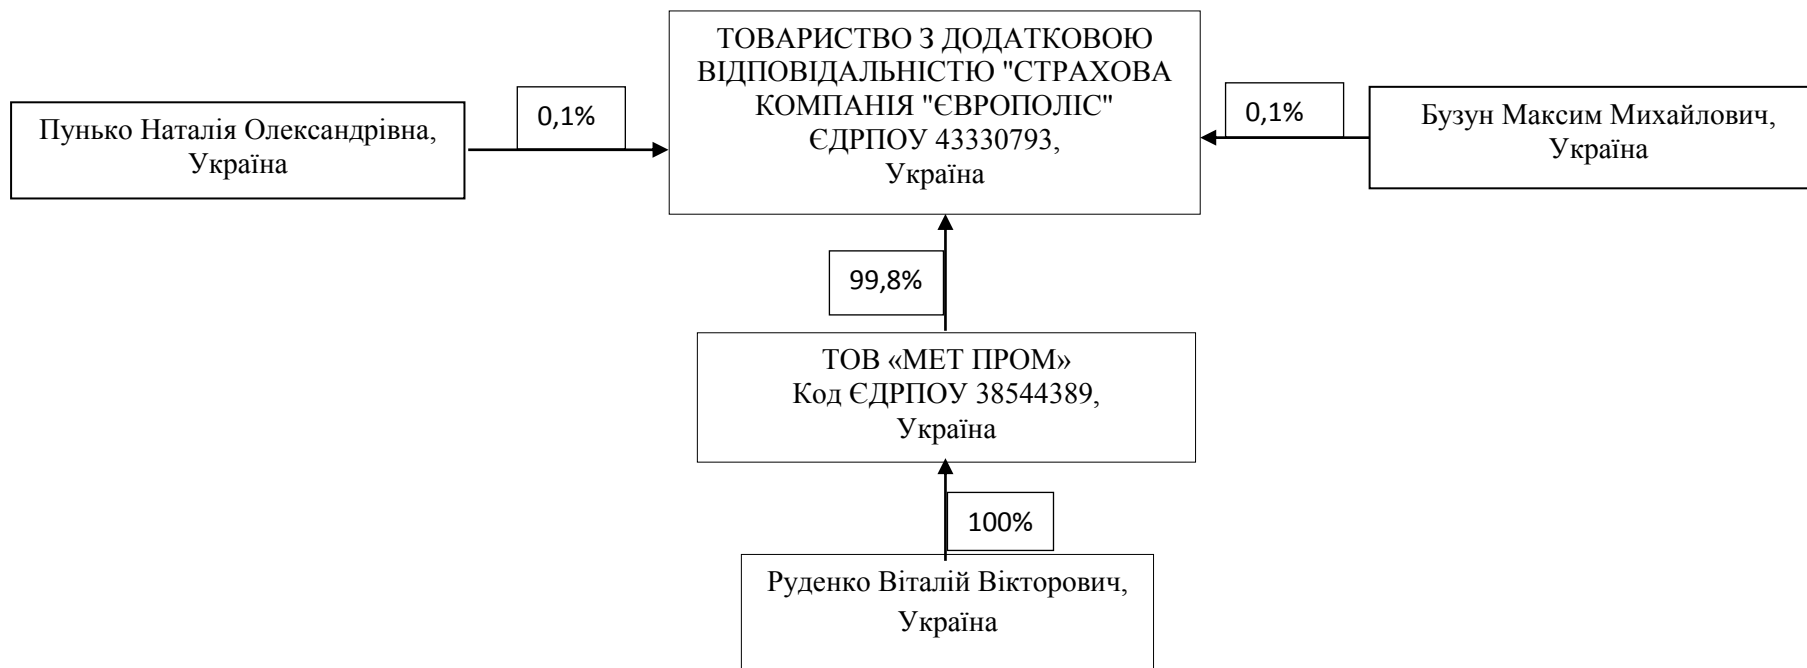 ТОВАРИСТВО З ДОДАТКОВОЮ
ВІДПОВІДАЛЬНІСТЮ "СТРАХОВА
КОМПАНІЯ "ЄВРОПОЛІС"
ЄДРПОУ 43330793,
Україна
Пунько Наталія Олександрівна,
Україна
0,1%
0,1%
Бузун Максим Михайлович,
Україна
99,8%
ТОВ «МЕТ ПРОМ»
Код ЄДРПОУ 38544389,
Україна
100%
Руденко Віталій Вікторович,
Україна